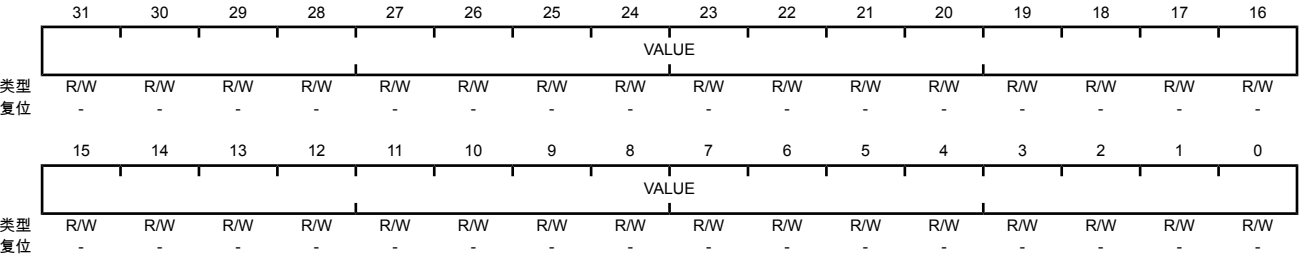 31 30 29 28 27 26 25 24 23 22 21 20 19 18 17 16
VALUE
类型 R/W R/W R/W R/W R/W R/W R/W R/W R/W R/W R/W R/W R/W R/W R/W R/W
复位 - - - - - - - - - - - - - - - -
15 14 13 12 11 10 9 8 7 6 5 4 3 2 1 0
VALUE
类型 R/W R/W R/W R/W R/W R/W R/W R/W R/W R/W R/W R/W R/W R/W R/W R/W
复位 - - - - - - - - - - - - - - - -